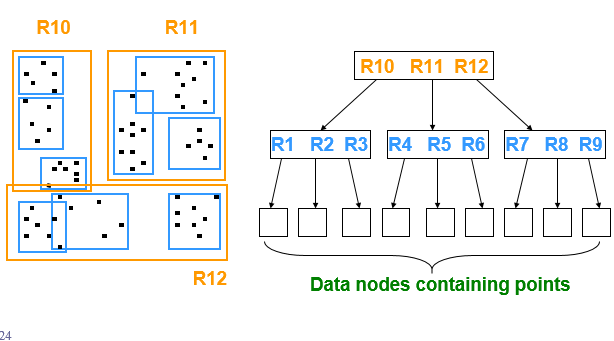 R10
R11
R12
R10 R11 R12
R1 R2 R3
R4 R5 R6
R7 R8 R9
Data nodes containing points
24